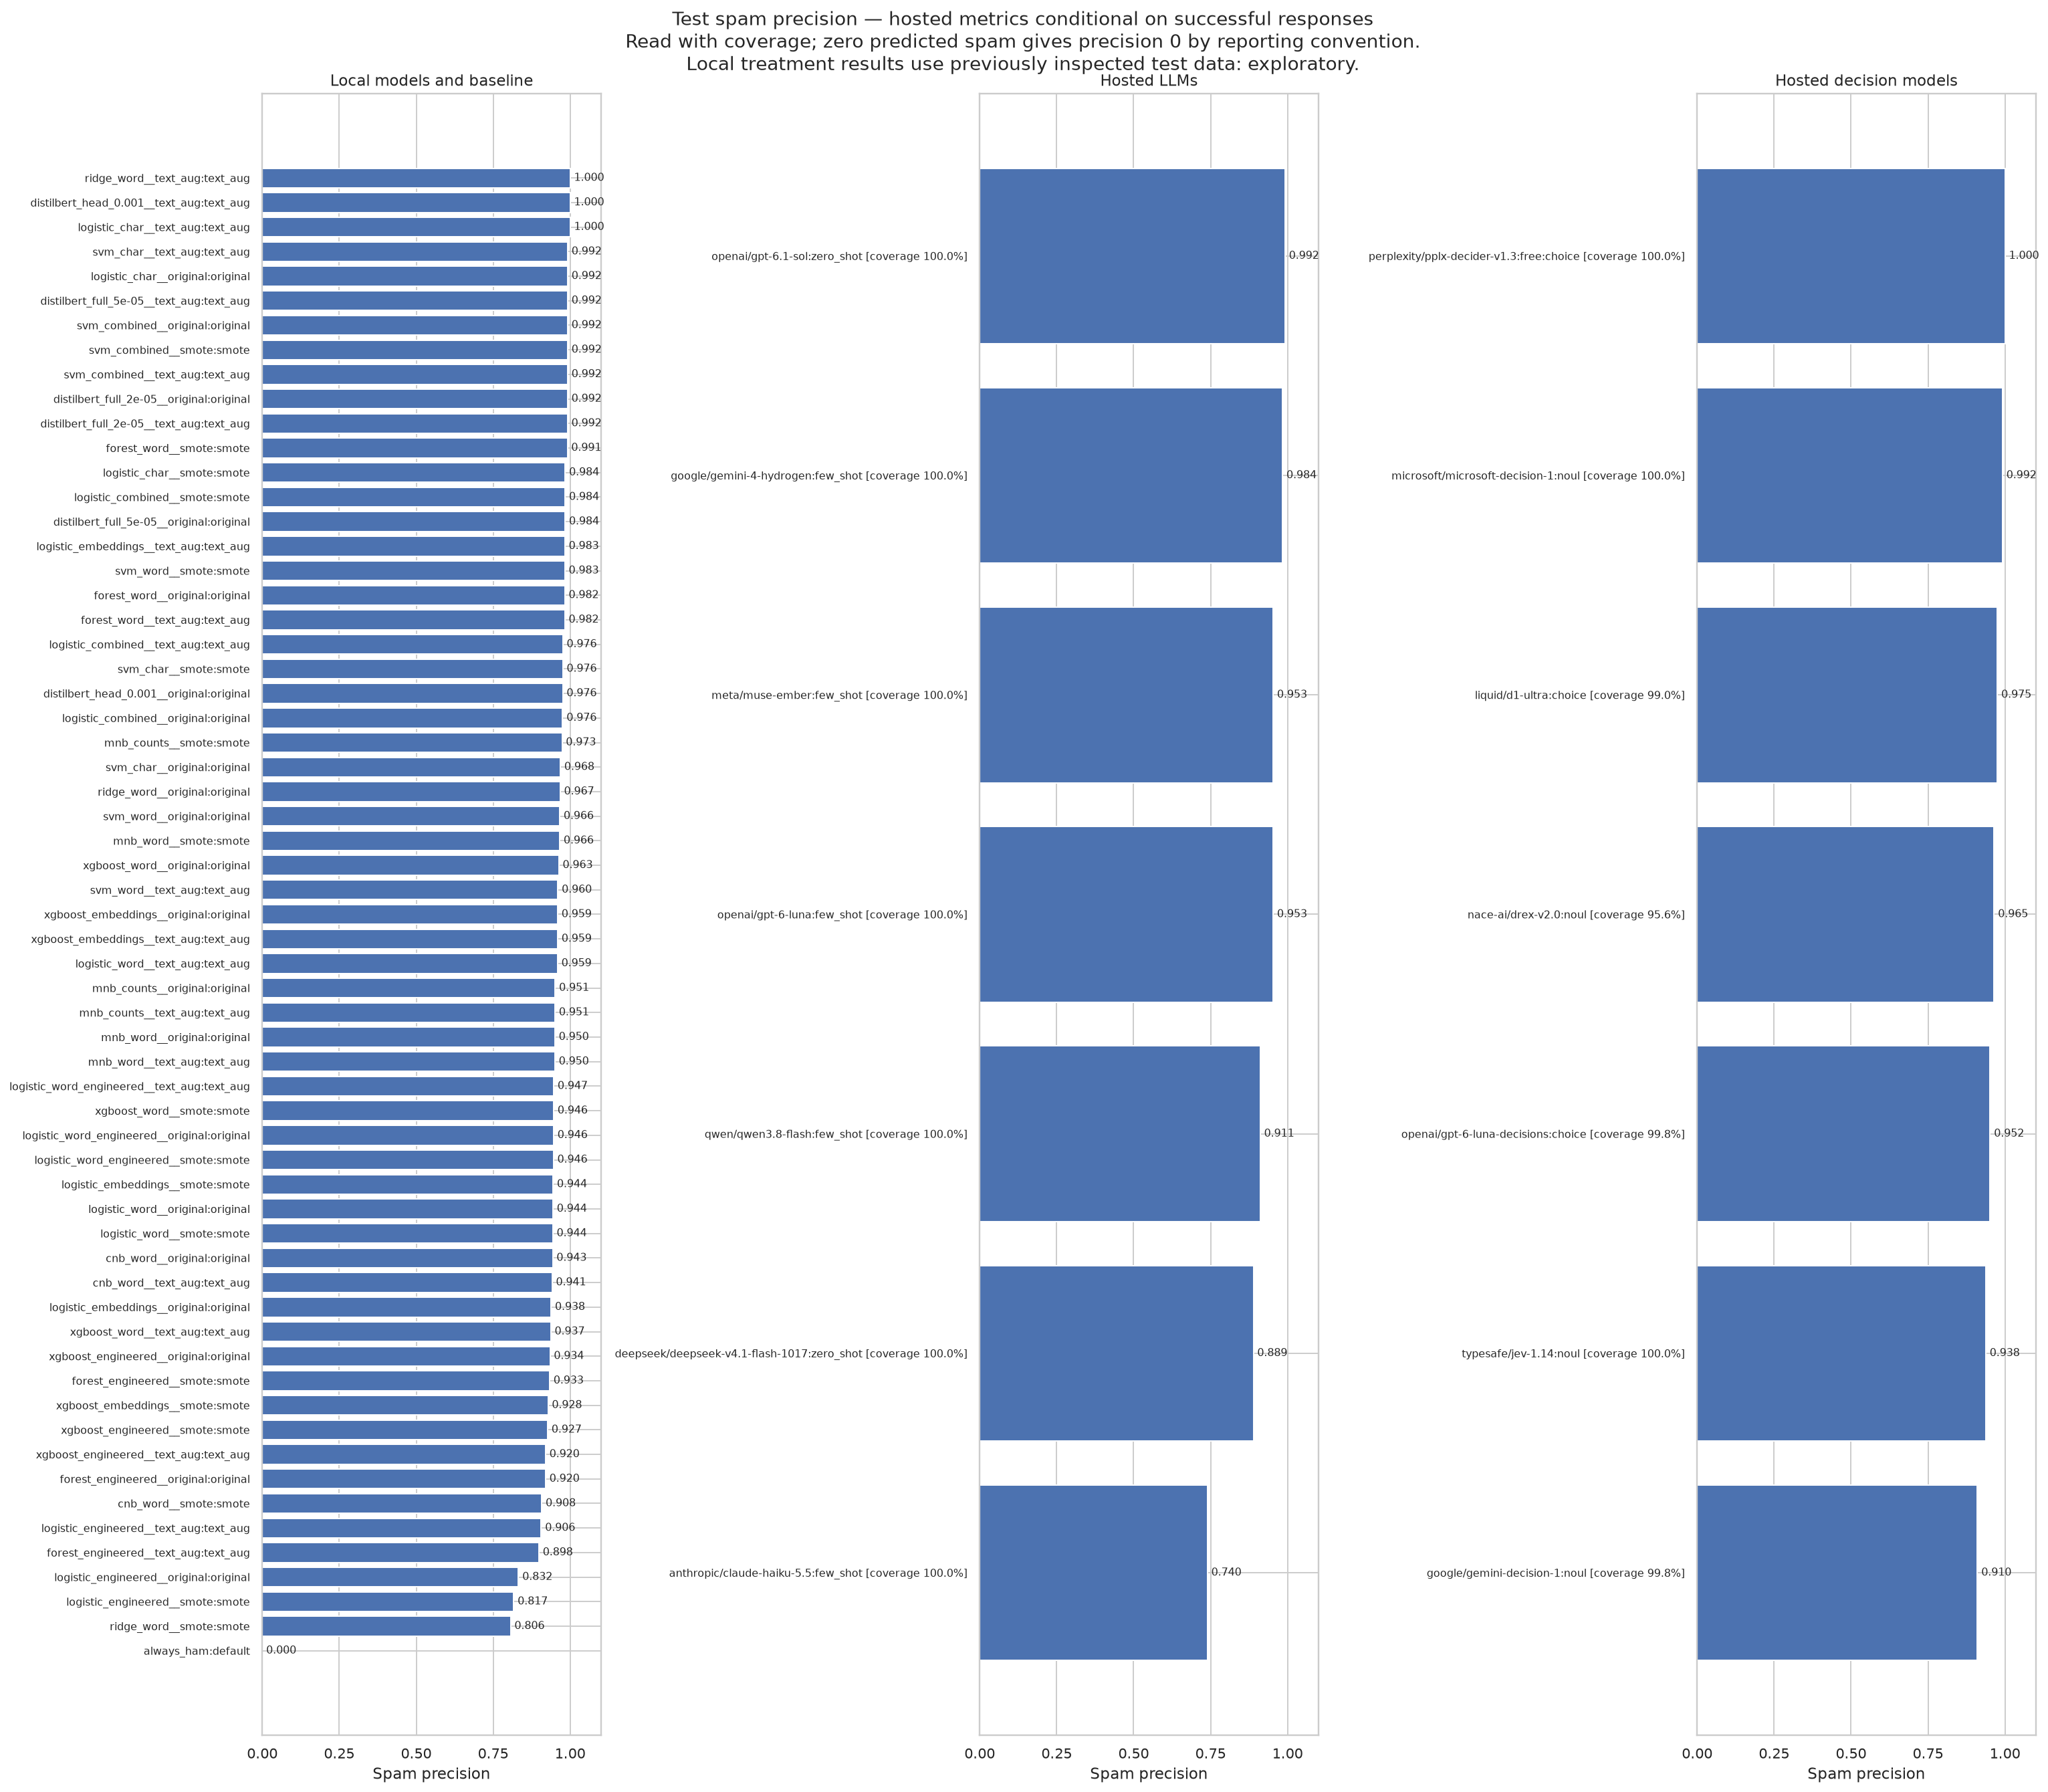 Test spam precision — hosted metrics conditional on successful responses
Read with coverage; zero predicted spam gives precision 0 by reporting convention.
Local treatment results use previously inspected test data: exploratory.
Local models and baseline
ridge_word__text_aug:text_aug 1.000
distilbert_head_0.001__text_aug:text_aug 1.000
logistic_char__text_aug:text_aug 1.000
svm_char__text_aug:text_aug 0.992
logistic_char__original:original 0.992
distilbert_full_5e-05__text_aug:text_aug 0.992
svm_combined__original:original 0.992
svm_combined__smote:smote 0.992
svm_combined__text_aug:text_aug 0.992
distilbert_full_2e-05__original:original 0.992
distilbert_full_2e-05__text_aug:text_aug 0.992
forest_word__smote:smote 0.991
logistic_char__smote:smote 0.984
logistic_combined__smote:smote 0.984
distilbert_full_5e-05__original:original 0.984
logistic_embeddings__text_aug:text_aug 0.983
svm_word__smote:smote 0.983
forest_word__original:original 0.982
forest_word__text_aug:text_aug 0.982
logistic_combined__text_aug:text_aug 0.976
svm_char__smote:smote 0.976
distilbert_head_0.001__original:original 0.976
logistic_combined__original:original 0.976
mnb_counts__smote:smote 0.973
svm_char__original:original 0.968
ridge_word__original:original 0.967
svm_word__original:original 0.966
mnb_word__smote:smote 0.966
xgboost_word__original:original 0.963
svm_word__text_aug:text_aug 0.960
xgboost_embeddings__original:original 0.959
xgboost_embeddings__text_aug:text_aug 0.959
logistic_word__text_aug:text_aug 0.959
mnb_counts__original:original 0.951
mnb_counts__text_aug:text_aug 0.951
mnb_word__original:original 0.950
mnb_word__text_aug:text_aug 0.950
logistic_word_engineered__text_aug:text_aug 0.947
xgboost_word__smote:smote 0.946
logistic_word_engineered__original:original 0.946
logistic_word_engineered__smote:smote 0.946
logistic_embeddings__smote:smote 0.944
logistic_word__original:original 0.944
logistic_word__smote:smote 0.944
cnb_word__original:original 0.943
cnb_word__text_aug:text_aug 0.941
logistic_embeddings__original:original 0.938
xgboost_word__text_aug:text_aug 0.937
xgboost_engineered__original:original 0.934
forest_engineered__smote:smote 0.933
xgboost_embeddings__smote:smote 0.928
xgboost_engineered__smote:smote 0.927
xgboost_engineered__text_aug:text_aug 0.920
forest_engineered__original:original 0.920
cnb_word__smote:smote 0.908
logistic_engineered__text_aug:text_aug 0.906
forest_engineered__text_aug:text_aug 0.898
logistic_engineered__original:original 0.832
logistic_engineered__smote:smote 0.817
ridge_word__smote:smote 0.806
always_ham:default 0.000
0.00 0.25 0.50 0.75 1.00
Spam precision
Hosted LLMs
openai/gpt-6.1-sol:zero_shot [coverage 100.0%] 0.992
google/gemini-4-hydrogen:few_shot [coverage 100.0%] 0.984
meta/muse-ember:few_shot [coverage 100.0%] 0.953
openai/gpt-6-luna:few_shot [coverage 100.0%] 0.953
qwen/qwen3.8-flash:few_shot [coverage 100.0%] 0.911
deepseek/deepseek-v4.1-flash-1017:zero_shot [coverage 100.0%] 0.889
anthropic/claude-haiku-5.5:few_shot [coverage 100.0%] 0.740
0.00 0.25 0.50 0.75 1.00
Spam precision
Hosted decision models
perplexity/pplx-decider-v1.3:free:choice [coverage 100.0%] 1.000
microsoft/microsoft-decision-1:noul [coverage 100.0%] 0.992
liquid/d1-ultra:choice [coverage 99.0%] 0.975
nace-ai/drex-v2.0:noul [coverage 95.6%] 0.965
openai/gpt-6-luna-decisions:choice [coverage 99.8%] 0.952
typesafe/jev-1.14:noul [coverage 100.0%] 0.938
google/gemini-decision-1:noul [coverage 99.8%] 0.910
0.00 0.25 0.50 0.75 1.00
Spam precision